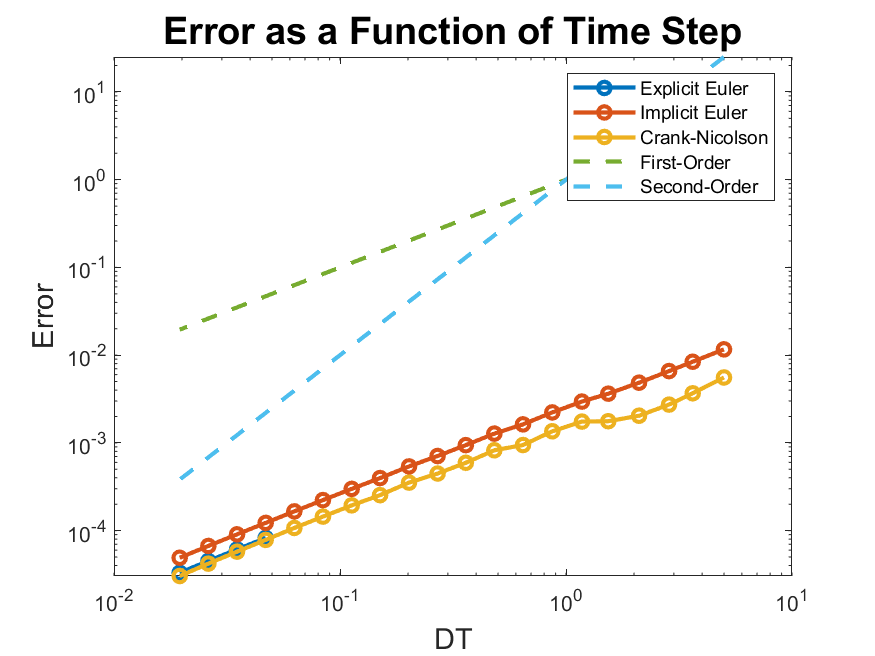 Error as a Function of Time Step
Explicit Euler
Implicit Euler
Crank-Nicolson
First-Order
Second-Order
Error
10^1
10^0
10^-1
10^-2
10^-3
10^-4
10^-2
10^-1
10^0
10^1
DT